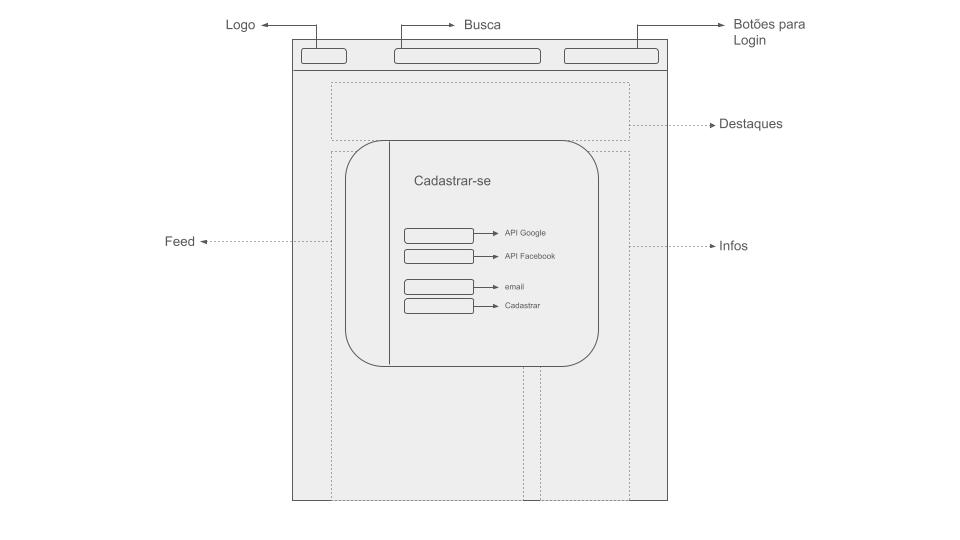 Logo
Busca
Botões para
Login
Destaques
Cadastrar-se
API Google
Feed
Infos
API Facebook
email
Cadastrar